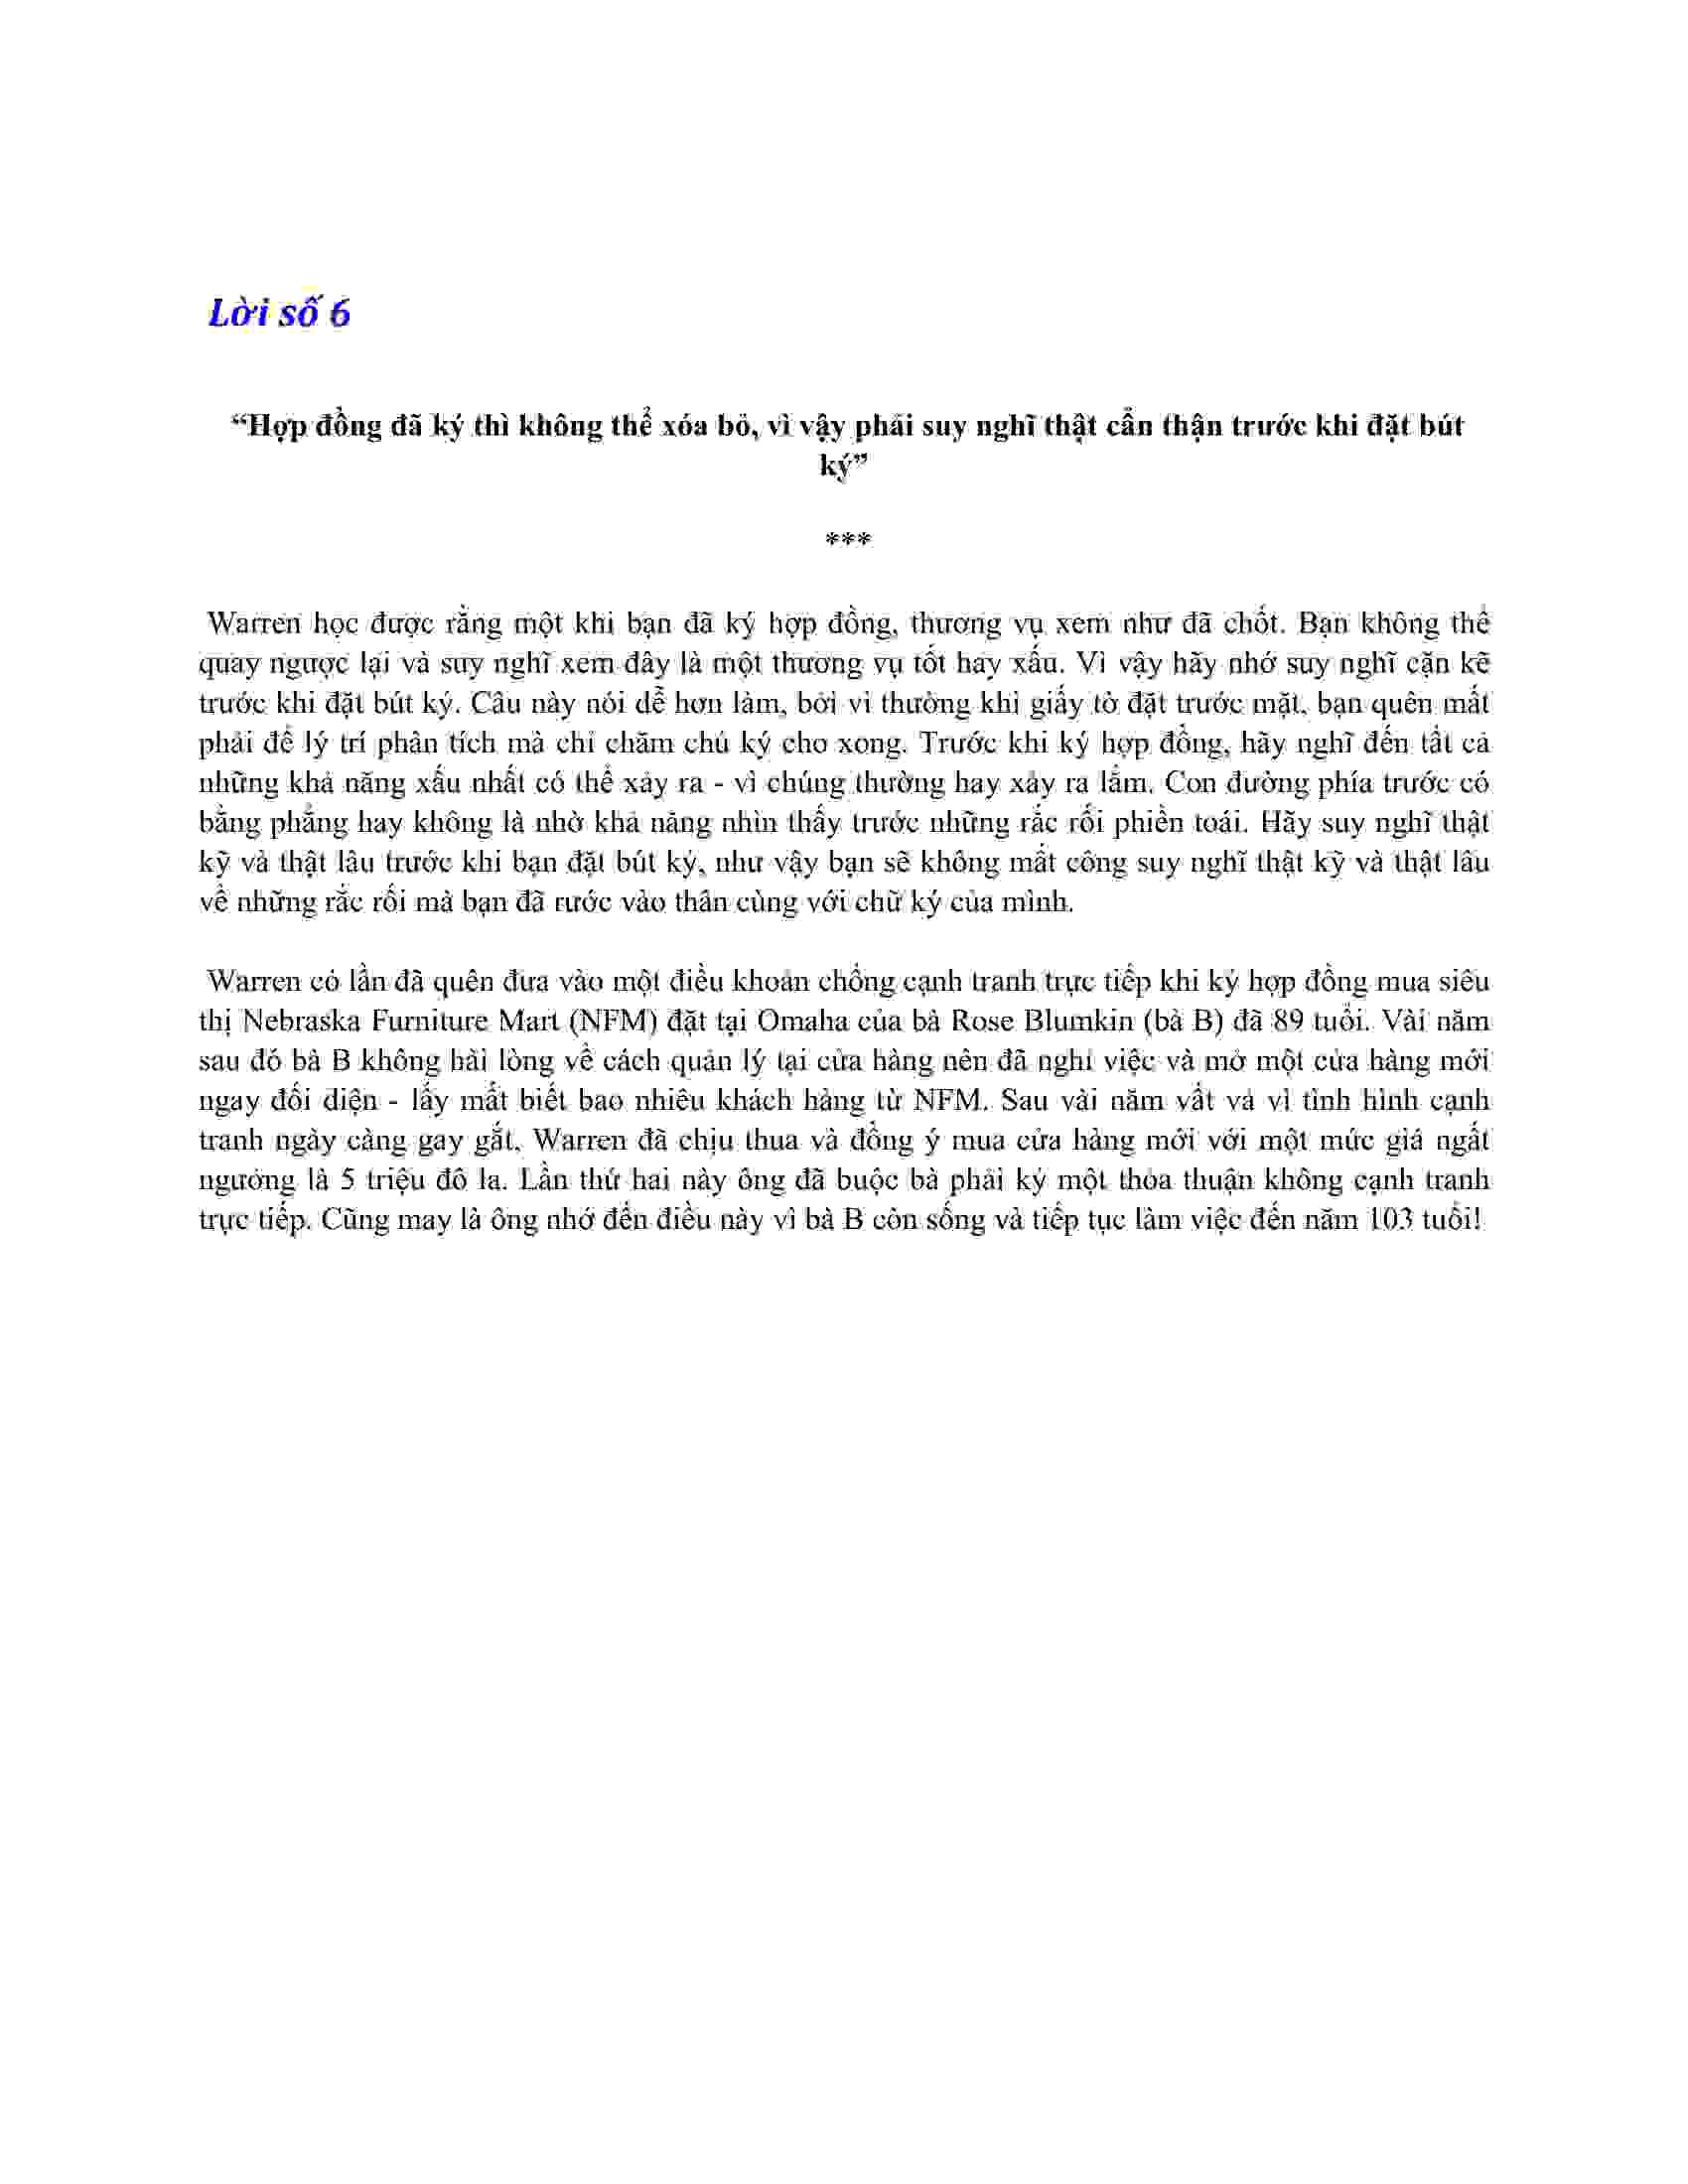 Lời số 6
“Hợp đồng đã ký thì không thể xóa bỏ, vì vậy phải suy nghĩ thật cẩn thận trước khi đặt bút
ký”
***
Warren học được rằng một khi bạn đã ký hợp đồng, thương vụ xem như đã chốt. Bạn không thể
quay ngược lại và suy nghĩ xem đây là một thương vụ tốt hay xấu. Vì vậy hãy nhớ suy nghĩ cặn kẽ
trước khi đặt bút ký. Câu này nói dễ hơn làm, bởi vì thường khi giấy tờ đặt trước mặt, bạn quên mất
phải để lý trí phân tích mà chỉ chăm chú ký cho xong. Trước khi ký hợp đồng, hãy nghĩ đến tất cả
những khả năng xấu nhất có thể xảy ra - vì chúng thường hay xảy ra lắm. Con đường phía trước có
bằng phẳng hay không là nhờ khả năng nhìn thấy trước những rắc rối phiền toái. Hãy suy nghĩ thật
kỹ và thật lâu trước khi bạn đặt bút ký, như vậy bạn sẽ không mất công suy nghĩ thật kỹ và thật lâu
về những rắc rối mà bạn đã rước vào thân cùng với chữ ký của mình.
Warren có lần đã quên đưa vào một điều khoản chống cạnh tranh trực tiếp khi ký hợp đồng mua siêu
thị Nebraska Furniture Mart (NFM) đặt tại Omaha của bà Rose Blumkin (bà B) đã 89 tuổi. Vài năm
sau đó bà B không hài lòng về cách quản lý tại cửa hàng nên đã nghỉ việc và mở một cửa hàng mới
ngay đối diện - lấy mất biết bao nhiêu khách hàng từ NFM. Sau vài năm vất vả vì tình hình cạnh
tranh ngày càng gay gắt, Warren đã chịu thua và đồng ý mua cửa hàng mới với một mức giá ngất
ngưởng là 5 triệu đô la. Lần thứ hai này ông đã buộc bà phải ký một thỏa thuận không cạnh tranh
trực tiếp. Cũng may là ông nhớ đến điều này vì bà B còn sống và tiếp tục làm việc đến năm 103 tuổi!